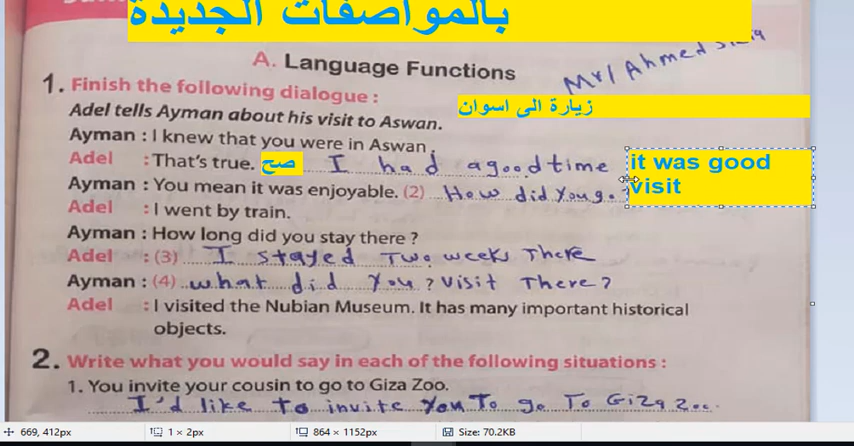 بالمواصفات الجديدة
A. Language Functions
Mr/Ahmed
1. Finish the following dialogue :
زيارة الى اسوان
Adel tells Ayman about his visit to Aswan.
Ayman : I knew that you were in Aswan.
Adel : That's true. صح I had a good time it was good visit
Ayman : You mean it was enjoyable. (2) How did you go
Adel : I went by train.
Ayman : How long did you stay there ?
Adel : (3) I stayed Two weeks There
Ayman : (4) what did you ? visit There ?
Adel : I visited the Nubian Museum. It has many important historical
objects.
2. Write what you would say in each of the following situations :
1. You invite your cousin to go to Giza Zoo.
I'd like to invite you To go To Giza Zoo.
669, 412px 1 × 2px 864 × 1152px Size: 70.2KB